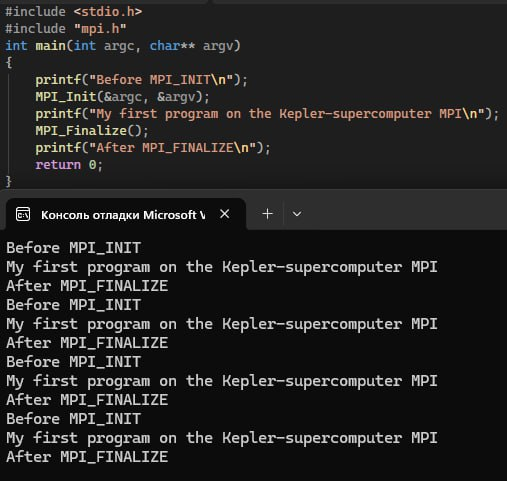 #include <stdio.h>
#include "mpi.h"
int main(int argc, char** argv)
{
    printf("Before MPI_INIT\n");
    MPI_Init(&argc, &argv);
    printf("My first program on the Kepler-supercomputer MPI\n");
    MPI_Finalize();
    printf("After MPI_FINALIZE\n");
    return 0;
}
Консоль отладки Microsoft V
Before MPI_INIT
My first program on the Kepler-supercomputer MPI
After MPI_FINALIZE
Before MPI_INIT
My first program on the Kepler-supercomputer MPI
After MPI_FINALIZE
Before MPI_INIT
My first program on the Kepler-supercomputer MPI
After MPI_FINALIZE
Before MPI_INIT
My first program on the Kepler-supercomputer MPI
After MPI_FINALIZE